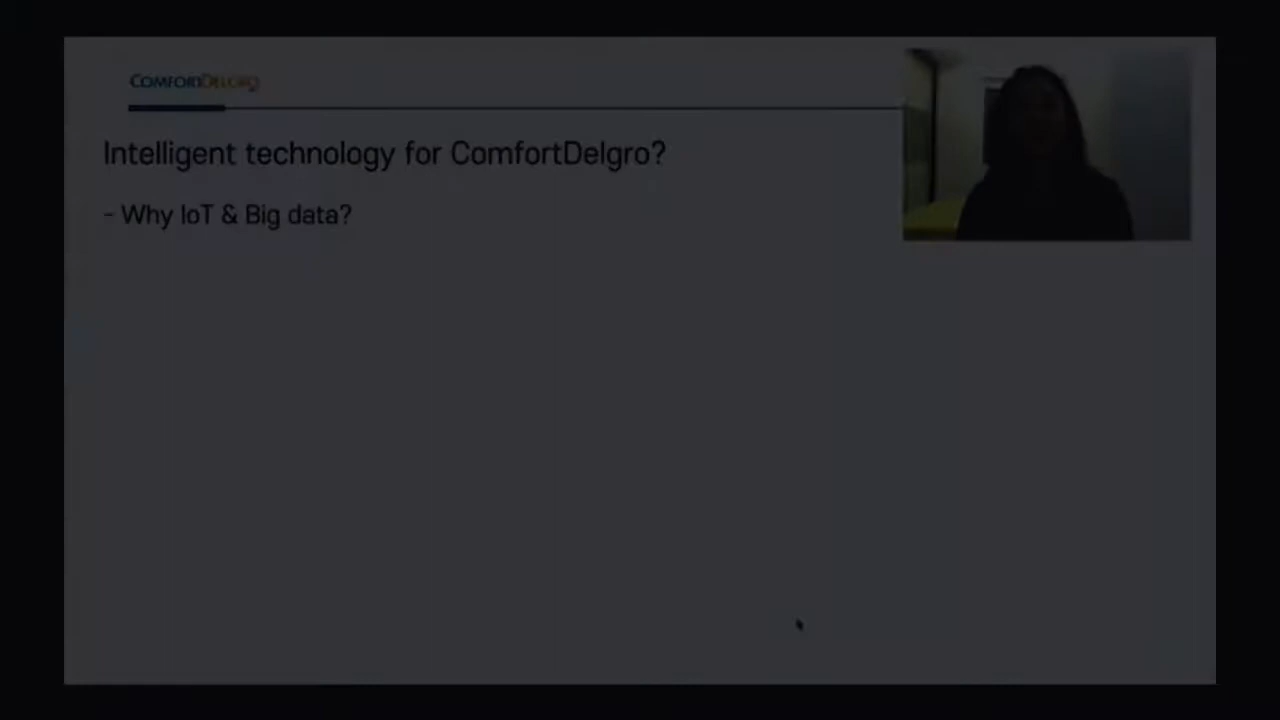 COMFORTDELGRO
Intelligent technology for ComfortDelgro?
- Why IoT & Big data?